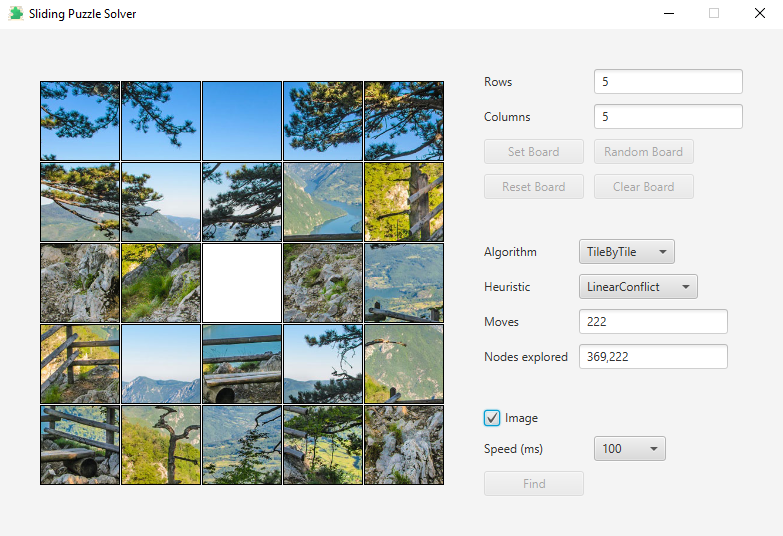 Sliding Puzzle Solver
Rows 5
Columns 5
Set Board Random Board
Reset Board Clear Board
Algorithm TileByTile
Heuristic LinearConflict
Moves 222
Nodes explored 369,222
Image
Speed (ms) 100
Find